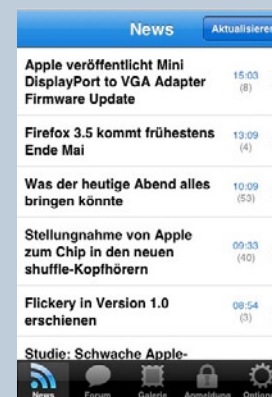 News
Aktualisieren
Apple veröffentlicht Mini
DisplayPort to VGA Adapter
Firmware Update
15:03
(8)
Firefox 3.5 kommt frühestens
Ende Mai
13:09
(4)
Was der heutige Abend alles
bringen könnte
10:09
(53)
Stellungnahme von Apple
zum Chip in den neuen
shuffle-Kopfhörern
09:33
(40)
Flickery in Version 1.0
erschienen
08:54
(3)
Studie: Schwache Apple-
News
Forum
Galerie
Anmeldung
Option